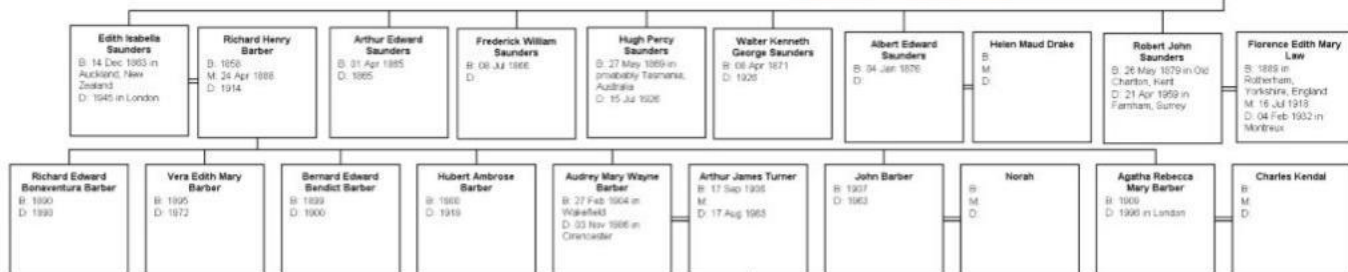 Edith Isabella
Saunders
B: 14 Dec 1863 in
Auckland, New
Zealand
D: 1945 in London
Richard Henry
Barber
B: 1858
M: 24 Apr 1888
D: 1914
Arthur Edward
Saunders
B: 01 Apr 1865
D: 1865
Frederick William
Saunders
B: 08 Jul 1866
D:
Hugh Percy
Saunders
B: 27 May 1869 in
probably Tasmania,
Australia
D: 15 Jul 1926
Walter Kenneth
George Saunders
B: 08 Apr 1871
D: 1926
Albert Edward
Saunders
B: 04 Jan 1876
D:
Helen Maud Drake
B:
M:
D:
Robert John
Saunders
B: 26 May 1879 in Old
Charlton, Kent
D: 21 Apr 1959 in
Farnham, Surrey
Florence Edith Mary
Law
B: 1889 in
Rotherham,
Yorkshire, England
M: 16 Jul 1918
D: 04 Feb 1932 in
Montreux
Richard Edward
Bonaventura Barber
B: 1890
D: 1890
Vera Edith Mary
Barber
B: 1895
D: 1972
Bernard Edward
Bendict Barber
B: 1899
D: 1900
Hubert Ambrose
Barber
B:
D: 1918
Audrey Mary Wayne
Barber
B: 27 Feb 1904 in
Wakefield
D: 03 Nov 1986 in
Cirencester
Arthur James Turner
B: 17 Sep
M:
D: 17 Aug
John Barber
B: 1907
D: 1963
Norah
B:
M:
D:
Agatha Rebecca
Mary Barber
B: 1909
D: 1996 in London
Charles Kendal
B:
M:
D: